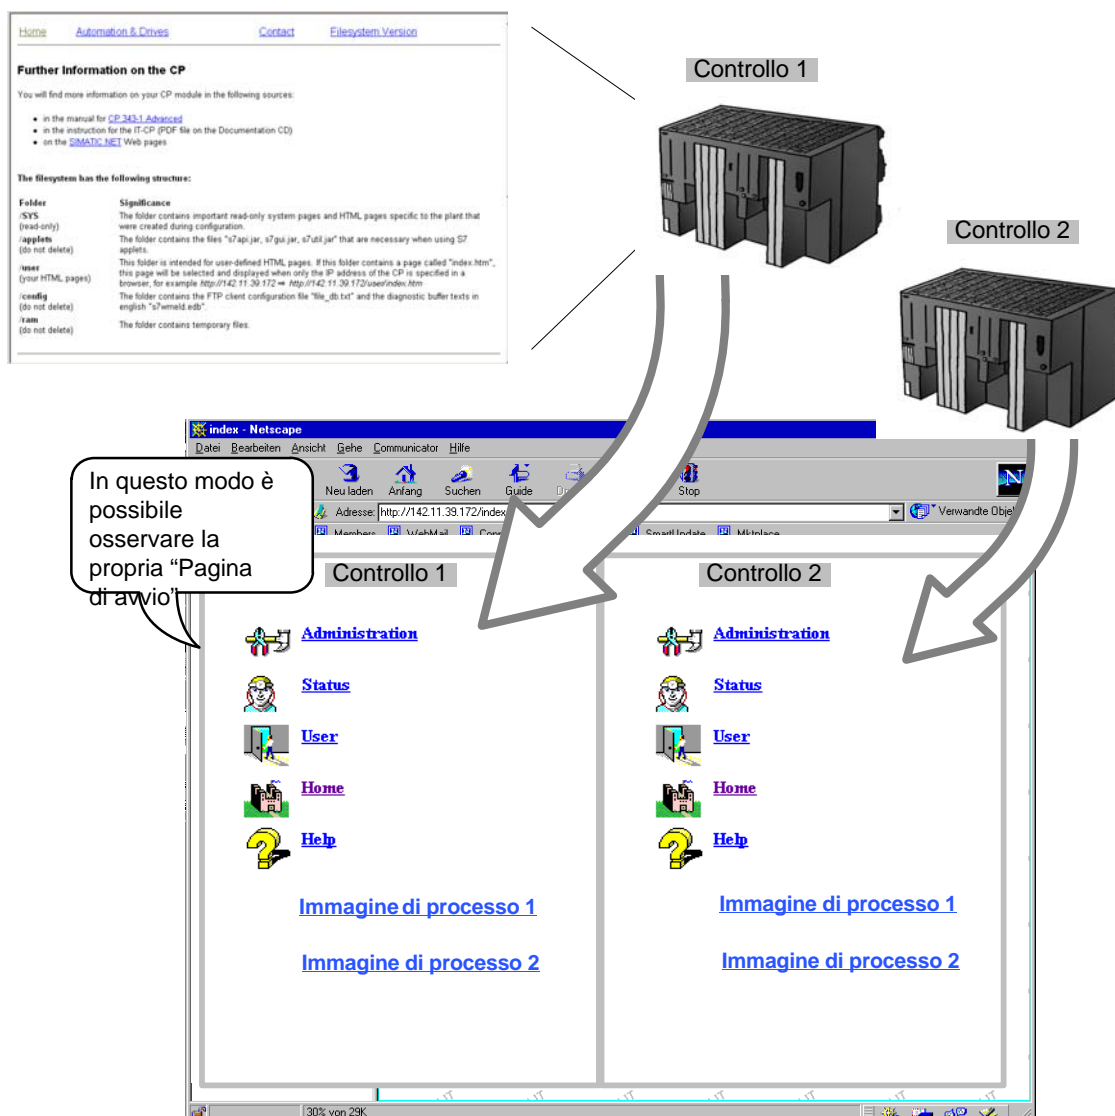 Home Automation & Drives Contact Filesystem Version
Further Information on the CP
You will find more information on your CP module in the following sources:
• in the manual for CP 343-1 Advanced
• in the instruction for the IT-CP (PDF file on the Documentation CD)
• on the SIMATIC NET Web pages
The filesystem has the following structure:
Folder Significance
/SYS
(read-only)
The folder contains important read-only system pages and HTML pages specific to the plant that
were created during configuration.
/applets
(do not delete)
The folder contains the files "s7api.jar, s7gui.jar, s7util.jar" that are necessary when using S7
applets.
/user
(your HTML pages)
This folder is intended for user-defined HTML pages. If this folder contains a page called "index.htm",
this page will be selected and displayed when only the IP address of the CP is specified in a
browser, for example http://142.11.39.172 ⇒ http://142.11.39.172/user/index.htm
/config
(do not delete)
The folder contains the FTP client configuration file "file_db.txt" and the diagnostic buffer texts in
english "s7wmeld.edb".
/ram
(do not delete)
The folder contains temporary files.
Controllo 1
Controllo 2
index - Netscape
Datei Bearbeiten Ansicht Gehe Communicator Hilfe
Neu laden Anfang Suchen Guide Stop
Adresse: http://142.11.39.172/index Verwandte Obje
Members WebMail SmartUpdate Mktplace
In questo modo è
possibile
osservare la
propria “Pagina
di avvio”
Controllo 1 Controllo 2
Administration Administration
Status Status
User User
Home Home
Help Help
Immagine di processo 1 Immagine di processo 1
Immagine di processo 2 Immagine di processo 2
30% von 29K